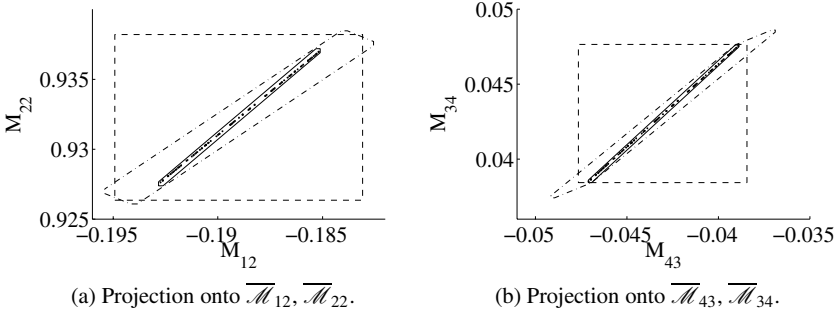 0.935
0.93
0.925
M22
−0.195
−0.19
−0.185
M12
0.05
0.045
0.04
M34
−0.05
−0.045
−0.04
−0.035
M43
(a) Projection onto ℳ̅12, ℳ̅22.
(b) Projection onto ℳ̅43, ℳ̅34.